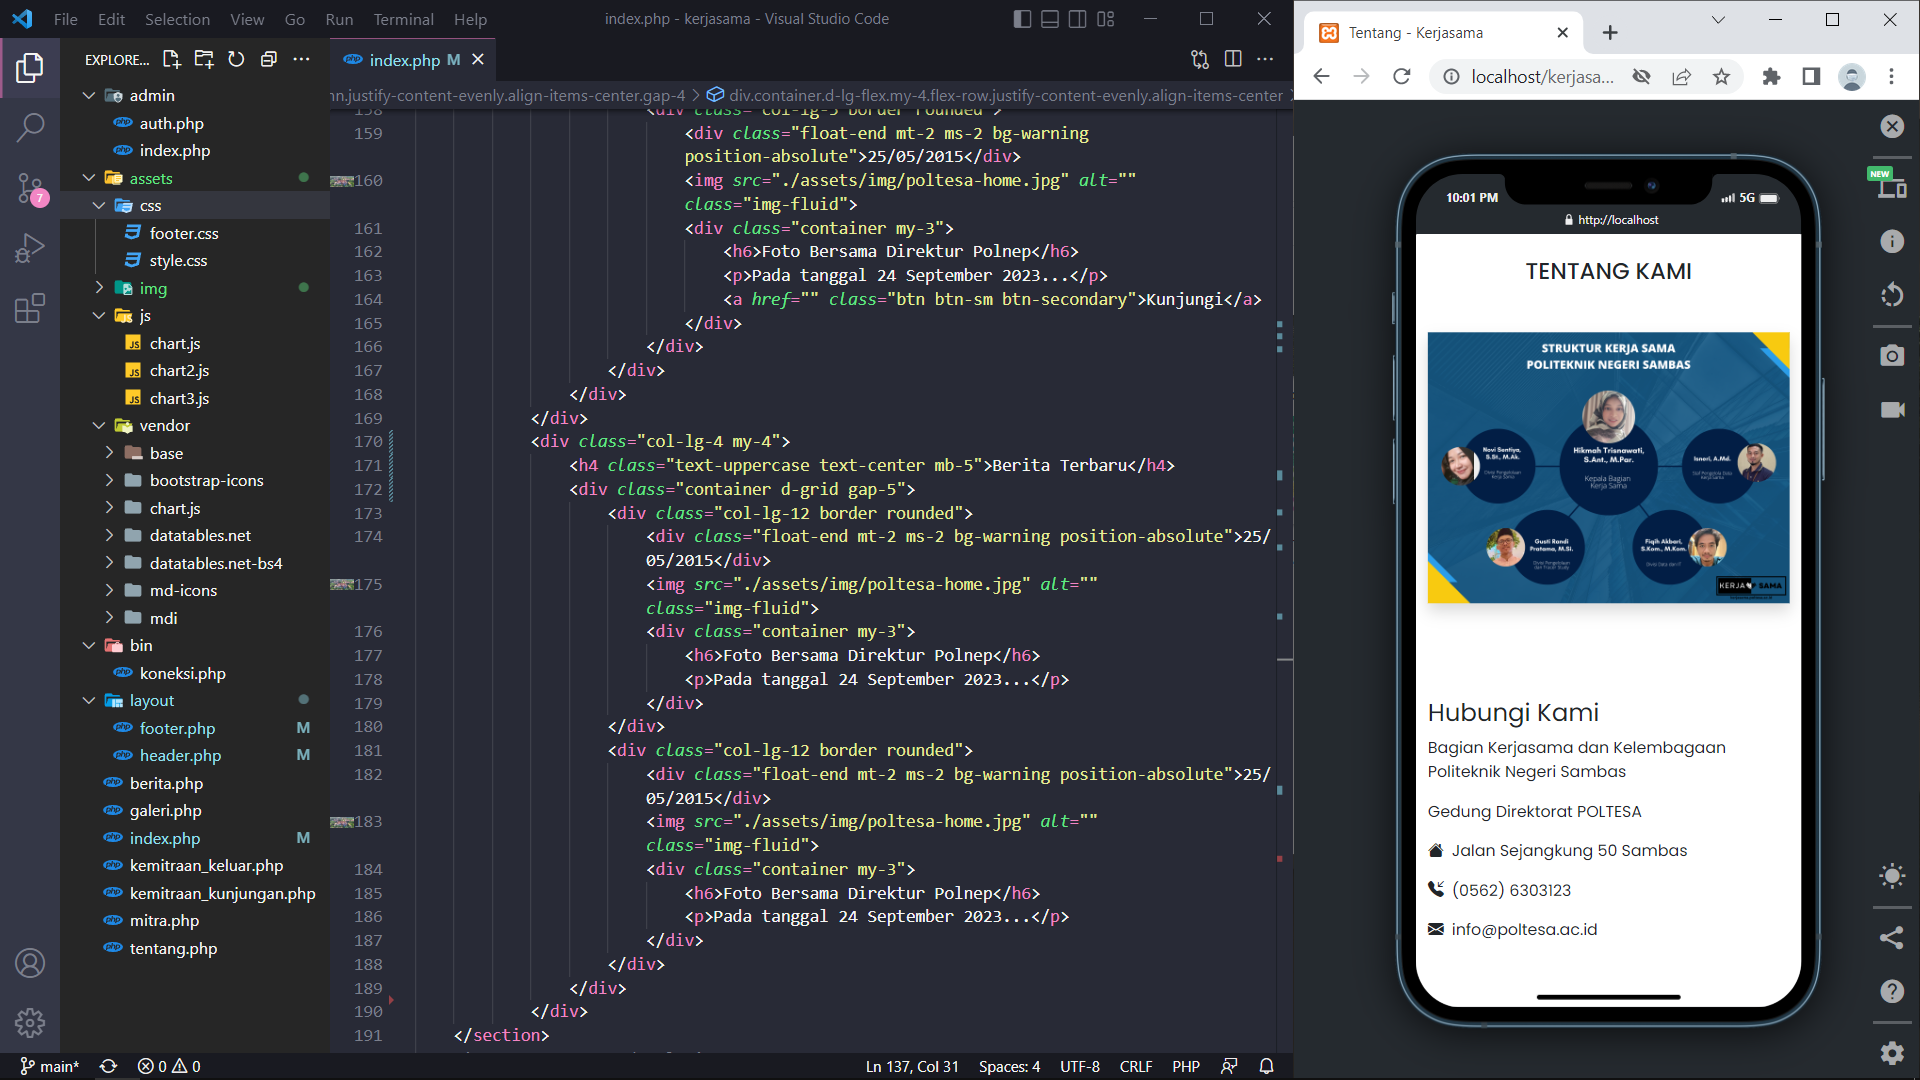 File Edit Selection View Go Run Terminal Help
index.php - kerjasama - Visual Studio Code
EXPLORE...
admin
auth.php
index.php
assets
css
footer.css
style.css
img
js
chart.js
chart2.js
chart3.js
vendor
base
bootstrap-icons
chart.js
datatables.net
datatables.net-bs4
md-icons
mdi
bin
koneksi.php
layout
footer.php M
header.php M
berita.php
galeri.php
index.php M
kemitraan_keluar.php
kemitraan_kunjungan.php
mitra.php
tentang.php
7
index.php M
nn.justify-content-evenly.align-items-center.gap-4 > div.container.d-lg-flex.my-4.flex-row.justify-content-evenly.align-items-center
158 <div class="col-lg-5 border rounded">
159 <div class="float-end mt-2 ms-2 bg-warning
position-absolute">25/05/2015</div>
160 <img src="./assets/img/poltesa-home.jpg" alt=""
class="img-fluid">
161 <div class="container my-3">
162 <h6>Foto Bersama Direktur Polnep</h6>
163 <p>Pada tanggal 24 September 2023...</p>
164 <a href="" class="btn btn-sm btn-secondary">Kunjungi</a>
165 </div>
166 </div>
167 </div>
168 </div>
169 </div>
170 <div class="col-lg-4 my-4">
171 <h4 class="text-uppercase text-center mb-5">Berita Terbaru</h4>
172 <div class="container d-grid gap-5">
173 <div class="col-lg-12 border rounded">
174 <div class="float-end mt-2 ms-2 bg-warning position-absolute">25/
05/2015</div>
175 <img src="./assets/img/poltesa-home.jpg" alt=""
class="img-fluid">
176 <div class="container my-3">
177 <h6>Foto Bersama Direktur Polnep</h6>
178 <p>Pada tanggal 24 September 2023...</p>
179 </div>
180 </div>
181 <div class="col-lg-12 border rounded">
182 <div class="float-end mt-2 ms-2 bg-warning position-absolute">25/
05/2015</div>
183 <img src="./assets/img/poltesa-home.jpg" alt=""
class="img-fluid">
184 <div class="container my-3">
185 <h6>Foto Bersama Direktur Polnep</h6>
186 <p>Pada tanggal 24 September 2023...</p>
187 </div>
188 </div>
189 </div>
190 </div>
191 </section>
main* 0 0
Ln 137, Col 31 Spaces: 4 UTF-8 CRLF PHP
Tentang - Kerjasama
localhost/kerjasa...
NEW
10:01 PM 5G
http://localhost
TENTANG KAMI
STRUKTUR KERJA SAMA
POLITEKNIK NEGERI SAMBAS
Novi Sentiya,
S.St., M.Ak.
Hikmah Trisnawati,
S.Ant., M.Par.
Kepala Bagian
Kerja Sama
Isnari, A.Md.
Gusti Randi
Pratama, M.Si.
Fiqih Akbari,
S.Kom., M.Kom.
KERJA SAMA
Hubungi Kami
Bagian Kerjasama dan Kelembagaan
Politeknik Negeri Sambas
Gedung Direktorat POLTESA
Jalan Sejangkung 50 Sambas
(0562) 6303123
info@poltesa.ac.id